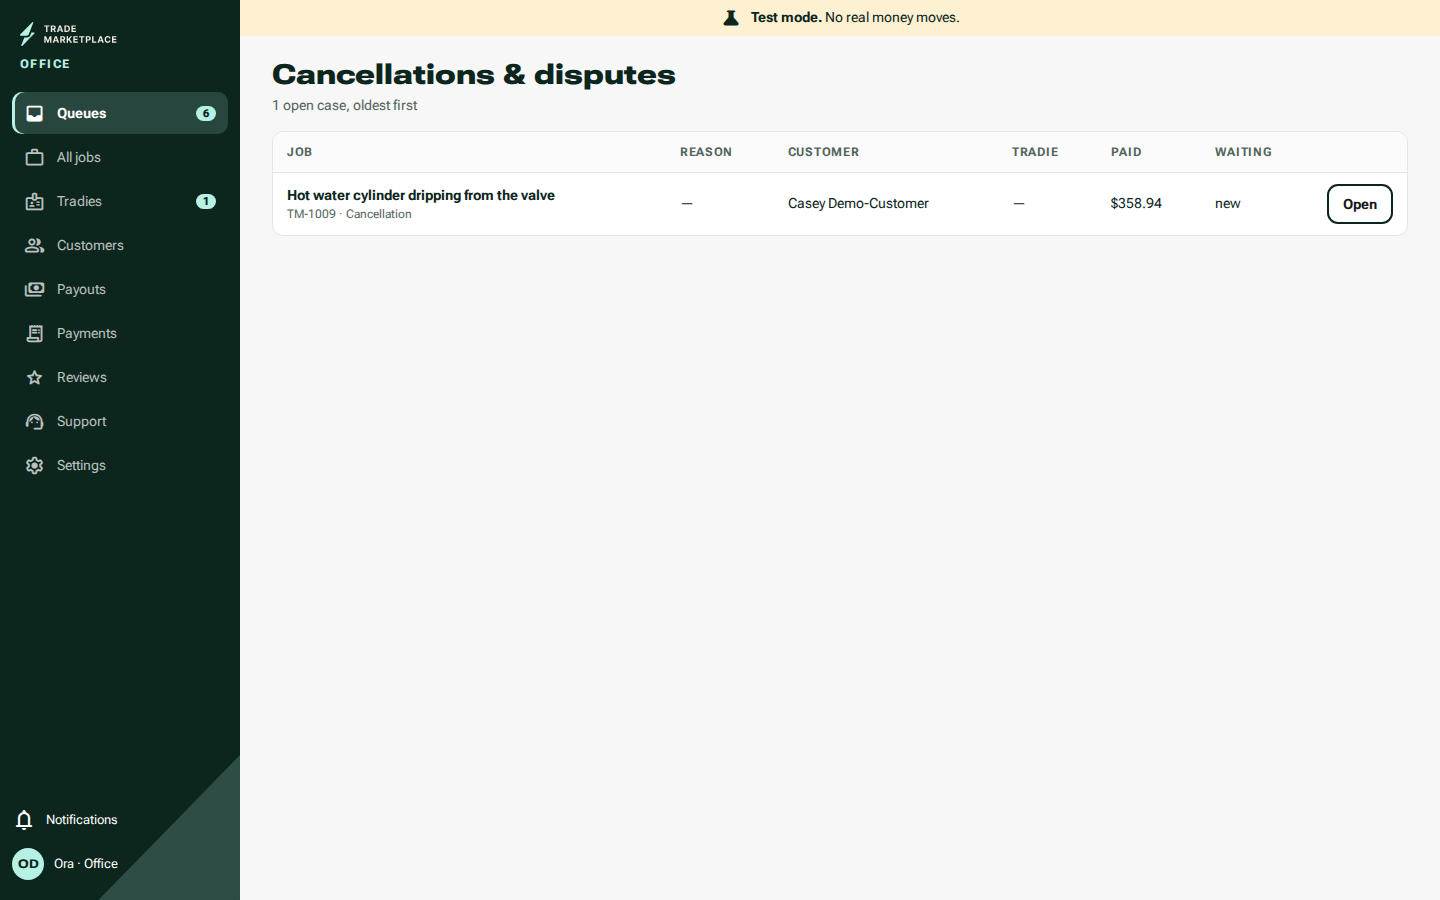 TRADE
MARKETPLACE
OFFICE
Queues 6
All jobs
Tradies 1
Customers
Payouts
Payments
Reviews
Support
Settings
Notifications
OD Ora · Office
Test mode. No real money moves.
Cancellations & disputes
1 open case, oldest first
JOB REASON CUSTOMER TRADIE PAID WAITING
Hot water cylinder dripping from the valve — Casey Demo-Customer — $358.94 new Open
TM-1009 · Cancellation